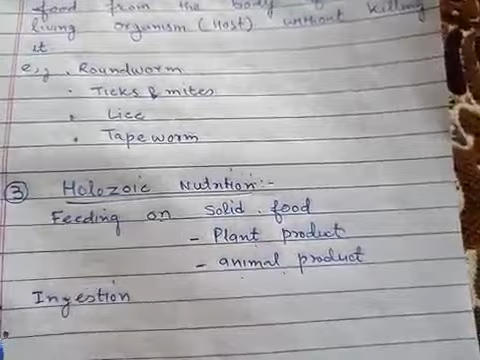 food from the body
living organism (Host) without killing
it
e.g. Roundworm
• Ticks & mites
• Lice
• Tapeworm
③ Holozoic Nutrition:-
Feeding on solid food
- Plant product
- animal product
Ingestion